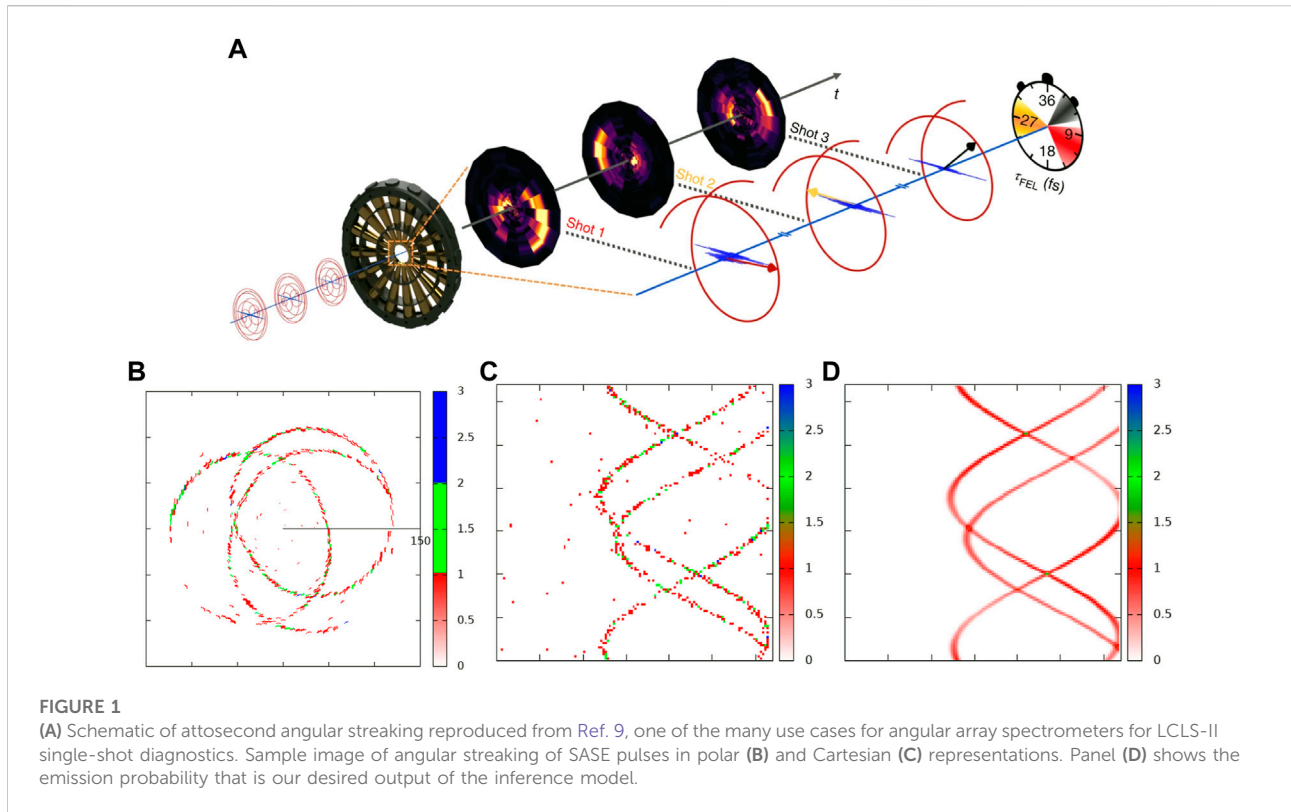 A
t
Shot 3
Shot 2
Shot 1
36
27
9
18
τFEL (fs)
B
3
2.5
2
1.5
1
0.5
0
150
C
3
2.5
2
1.5
1
0.5
0
D
3
2.5
2
1.5
1
0.5
0
FIGURE 1
(A) Schematic of attosecond angular streaking reproduced from Ref. 9, one of the many use cases for angular array spectrometers for LCLS-II
single-shot diagnostics. Sample image of angular streaking of SASE pulses in polar (B) and Cartesian (C) representations. Panel (D) shows the
emission probability that is our desired output of the inference model.